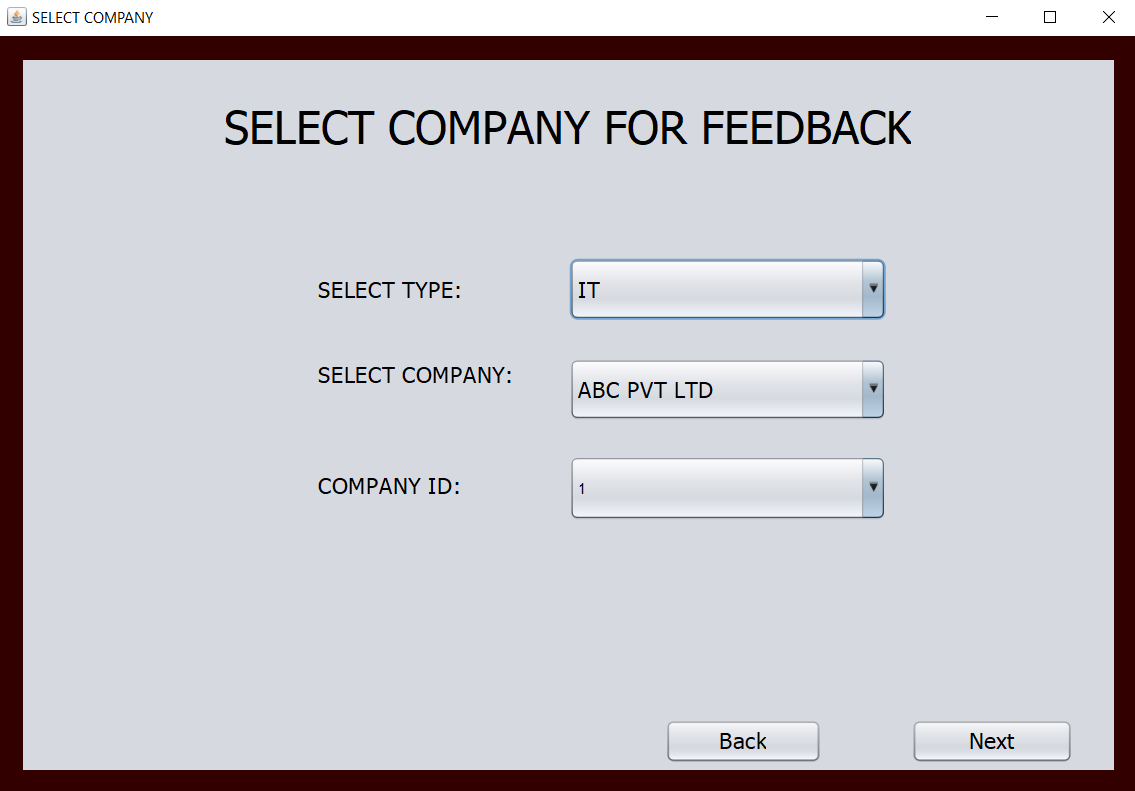 SELECT COMPANY
SELECT COMPANY FOR FEEDBACK
SELECT TYPE: IT
SELECT COMPANY: ABC PVT LTD
COMPANY ID: 1
Back Next